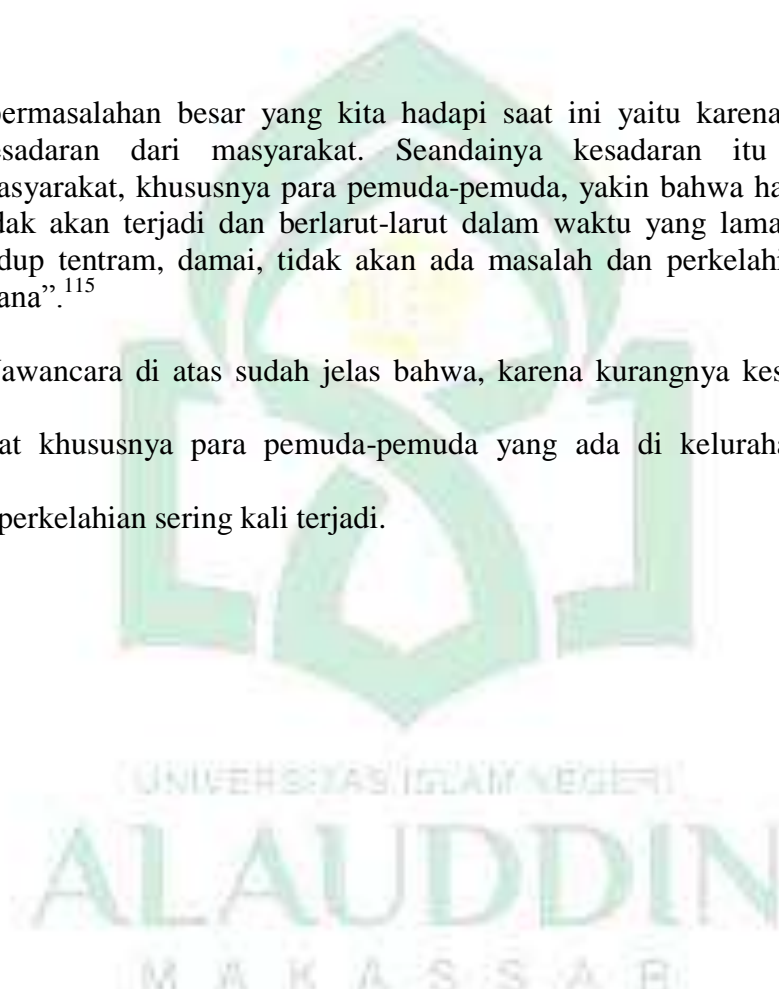 permasalahan besar yang kita hadapi saat ini yaitu karena
esadaran dari masyarakat. Seandainya kesadaran itu
asyarakat, khususnya para pemuda-pemuda, yakin bahwa ha
dak akan terjadi dan berlarut-larut dalam waktu yang lama
dup tentram, damai, tidak akan ada masalah dan perkelahi
ana”.115
Wawancara di atas sudah jelas bahwa, karena kurangnya kes
at khususnya para pemuda-pemuda yang ada di keluraha
perkelahian sering kali terjadi.
UNIVERSITAS ISLAM NEGERI
ALAUDDIN
MAKASSAR